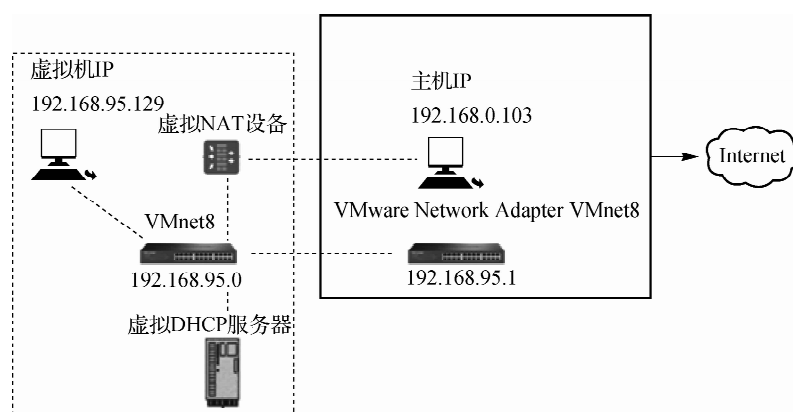 虚拟机IP
192.168.95.129
虚拟NAT设备
VMnet8
192.168.95.0
虚拟DHCP服务器
主机IP
192.168.0.103
VMware Network Adapter VMnet8
192.168.95.1
Internet